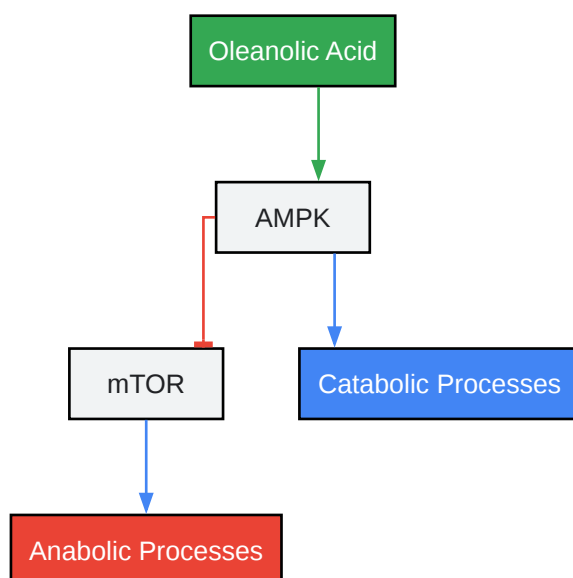 Oleanolic Acid
AMPK
mTOR
Catabolic Processes
Anabolic Processes